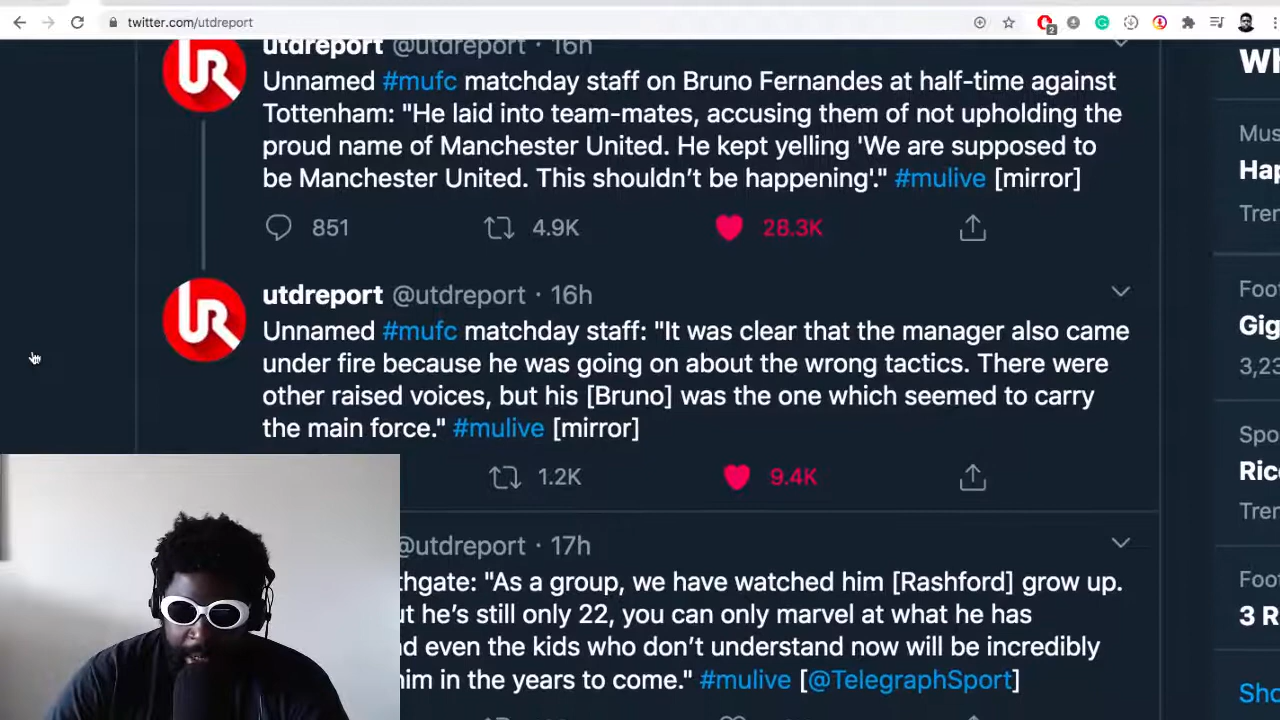 twitter.com/utdreport
utdreport @utdreport · 16h
Unnamed #mufc matchday staff on Bruno Fernandes at half-time against
Tottenham: "He laid into team-mates, accusing them of not upholding the
proud name of Manchester United. He kept yelling 'We are supposed to
be Manchester United. This shouldn’t be happening'." #mulive [mirror]
851 4.9K 28.3K
utdreport @utdreport · 16h
Unnamed #mufc matchday staff: "It was clear that the manager also came
under fire because he was going on about the wrong tactics. There were
other raised voices, but his [Bruno] was the one which seemed to carry
the main force." #mulive [mirror]
1.2K 9.4K
@utdreport · 17h
thgate: "As a group, we have watched him [Rashford] grow up.
ut he’s still only 22, you can only marvel at what he has
d even the kids who don’t understand now will be incredibly
him in the years to come." #mulive [@TelegraphSport]
Wh
Mus
Hap
Tren
Foo
Gig
3,23
Spo
Rice
Tren
Foot
3 R
Sho
UR
UR
2